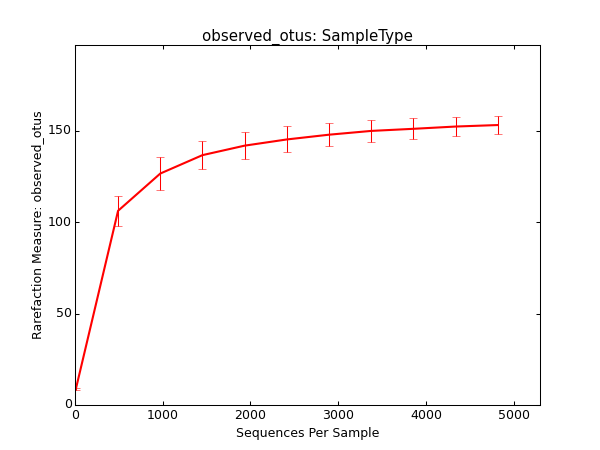 observed_otus: SampleType
Rarefaction Measure: observed_otus
150
100
50
0
0 1000 2000 3000 4000 5000
Sequences Per Sample